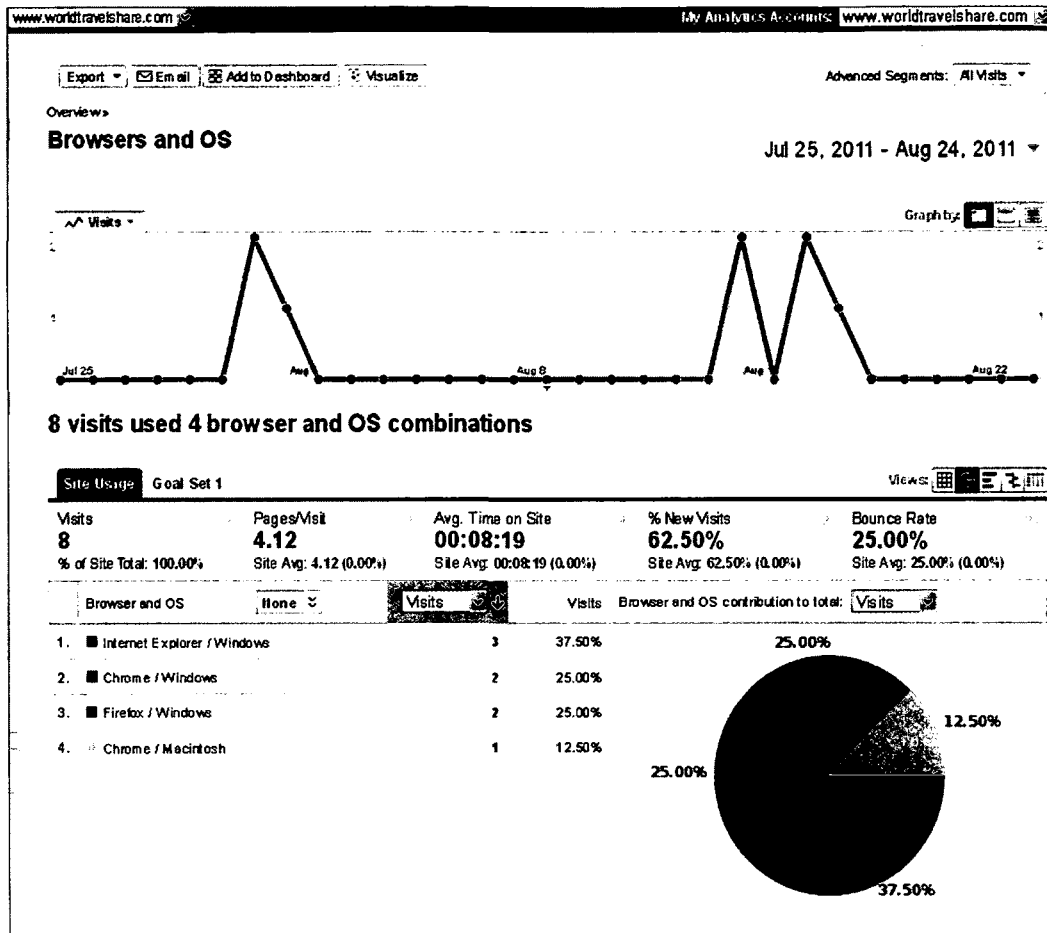 www.worldtravelshare.com My Analytics Accounts: www.worldtravelshare.com
Export Email Add to Dashboard Visualize Advanced Segments: All Visits
Overview »
Browsers and OS
Jul 25, 2011 - Aug 24, 2011
Visits Graph by:
2 2
1 1
Jul 25 Aug Aug 8 Aug Aug 22
8 visits used 4 browser and OS combinations
Site Usage Goal Set 1 Views:
Visits Pages/Visit Avg. Time on Site % New Visits Bounce Rate
8 4.12 00:08:19 62.50% 25.00%
% of Site Total: 100.00% Site Avg: 4.12 (0.00%) Site Avg: 00:08:19 (0.00%) Site Avg: 62.50% (0.00%) Site Avg: 25.00% (0.00%)
Browser and OS None Visits Visits Browser and OS contribution to total: Visits
1. Internet Explorer / Windows 3 37.50%
2. Chrome / Windows 2 25.00%
3. Firefox / Windows 2 25.00%
4. Chrome / Macintosh 1 12.50%
25.00%
12.50%
25.00%
37.50%